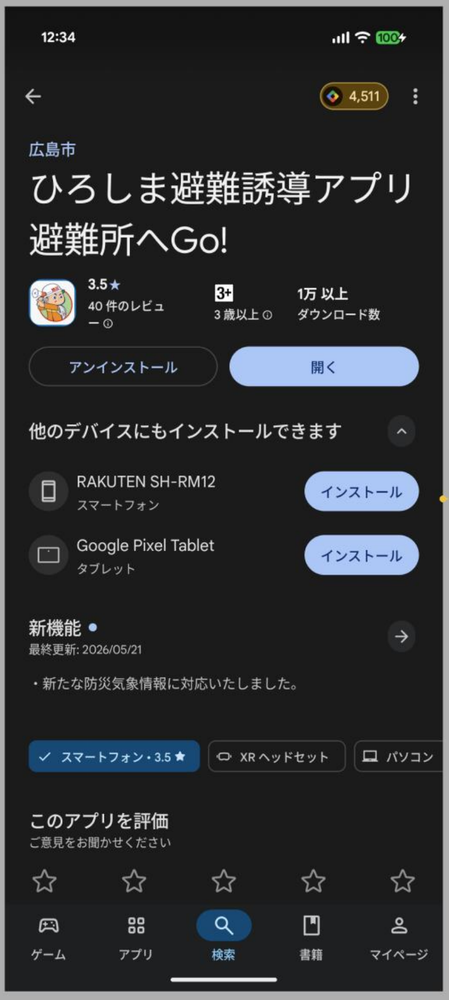 12:34
100
4,511
広島市
ひろしま避難誘導アプリ
避難所へGo!
3.5★
40 件のレビュ
ー
3+
3 歳以上
1万 以上
ダウンロード数
アンインストール
開く
他のデバイスにもインストールできます
RAKUTEN SH-RM12
スマートフォン
インストール
Google Pixel Tablet
タブレット
インストール
新機能
最終更新: 2026/05/21
・新たな防災気象情報に対応いたしました。
スマートフォン・3.5★
XR ヘッドセット
パソコン
このアプリを評価
ご意見をお聞かせください
ゲーム
アプリ
検索
書籍
マイページ